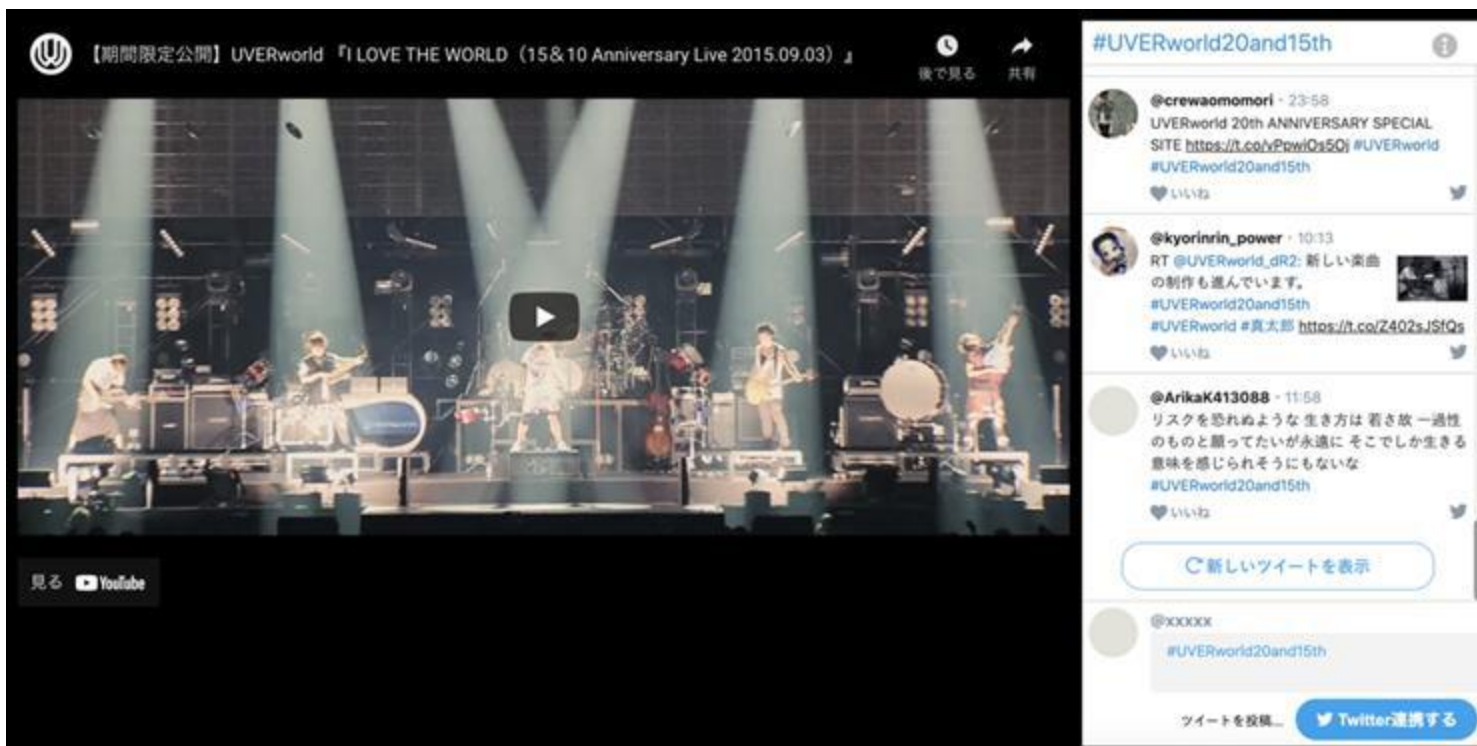 【期間限定公開】UVERworld 『I LOVE THE WORLD（15&10 Anniversary Live 2015.09.03）』
後で見る
共有
見る YouTube
#UVERworld20and15th
@crewaomomori · 23:58
UVERworld 20th ANNIVERSARY SPECIAL
SITE https://t.co/vPpwiOs5Oj #UVERworld
#UVERworld20and15th
いいね
@kyorinrin_power · 10:13
RT @UVERworld_dR2: 新しい楽曲
の制作も進んでいます。
#UVERworld20and15th
#UVERworld #真太郎 https://t.co/Z402sJSfQs
いいね
@ArikaK413088 · 11:58
リスクを恐れぬような 生き方は 若さ故 一過性
のものと願ってたいが永遠に そこでしか生きる
意味を感じられそうにもないな
#UVERworld20and15th
いいね
新しいツイートを表示
@xxxxx
#UVERworld20and15th
ツイートを投稿...
Twitter連携する